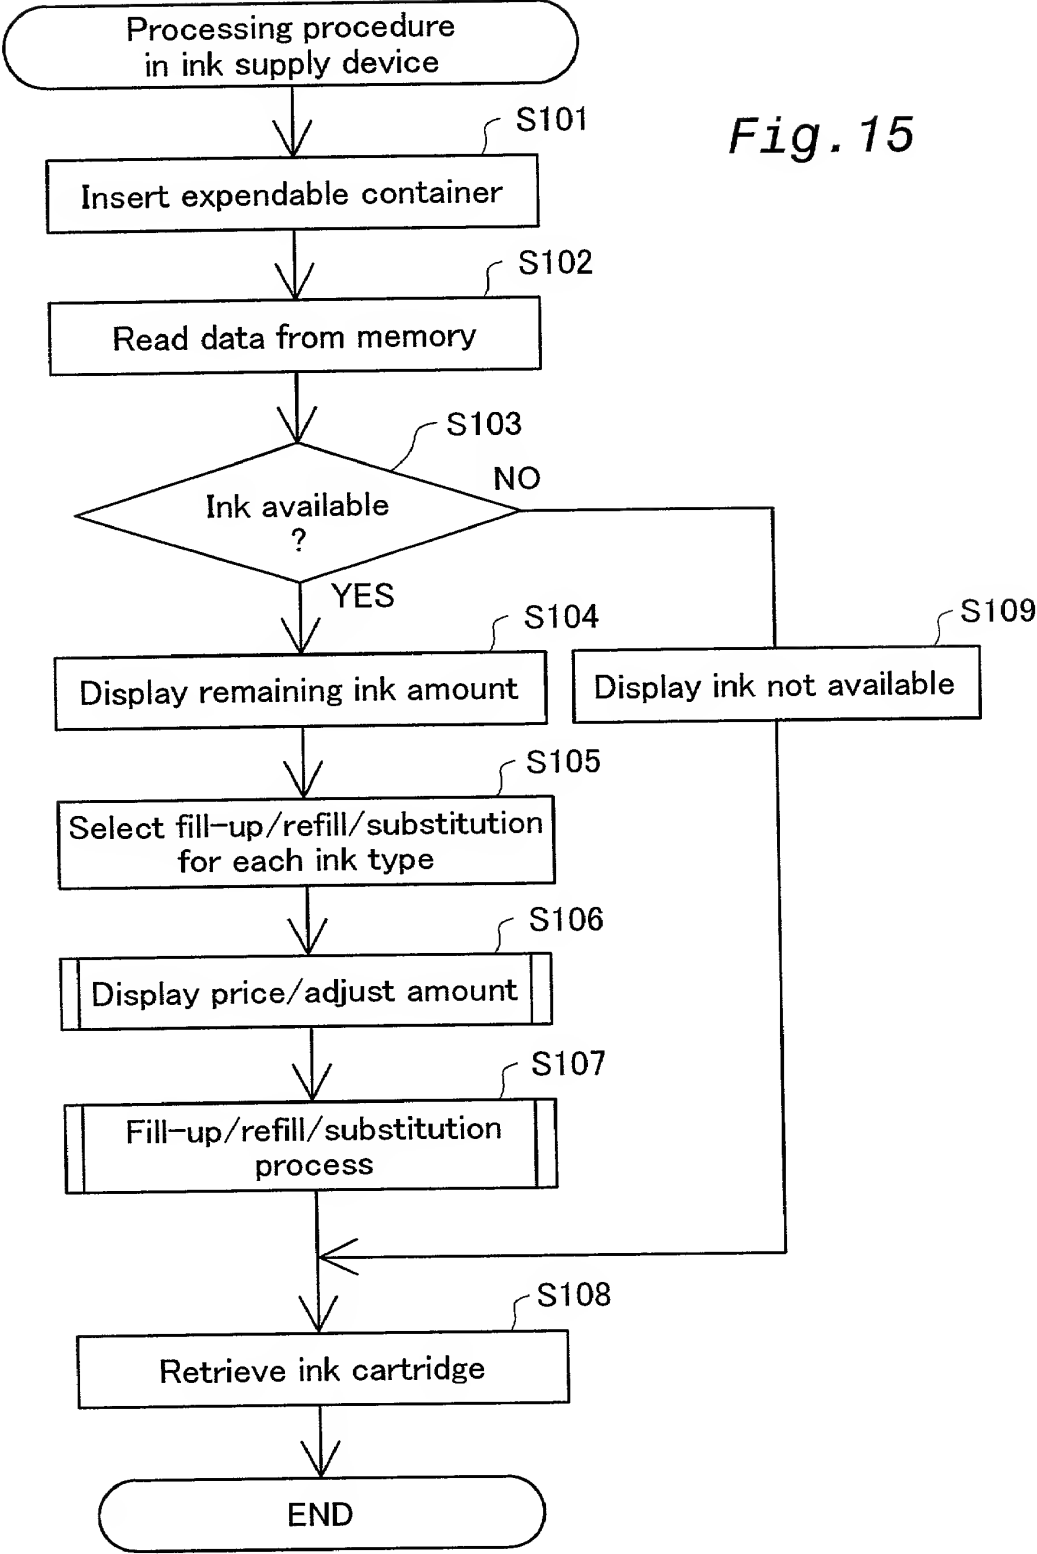 Processing procedure
in ink supply device
Fig. 15
S101
Insert expendable container
S102
Read data from memory
S103
Ink available
?
NO
YES
S104
Display remaining ink amount
S109
Display ink not available
S105
Select fill-up/refill/substitution
for each ink type
S106
Display price/adjust amount
S107
Fill-up/refill/substitution
process
S108
Retrieve ink cartridge
END